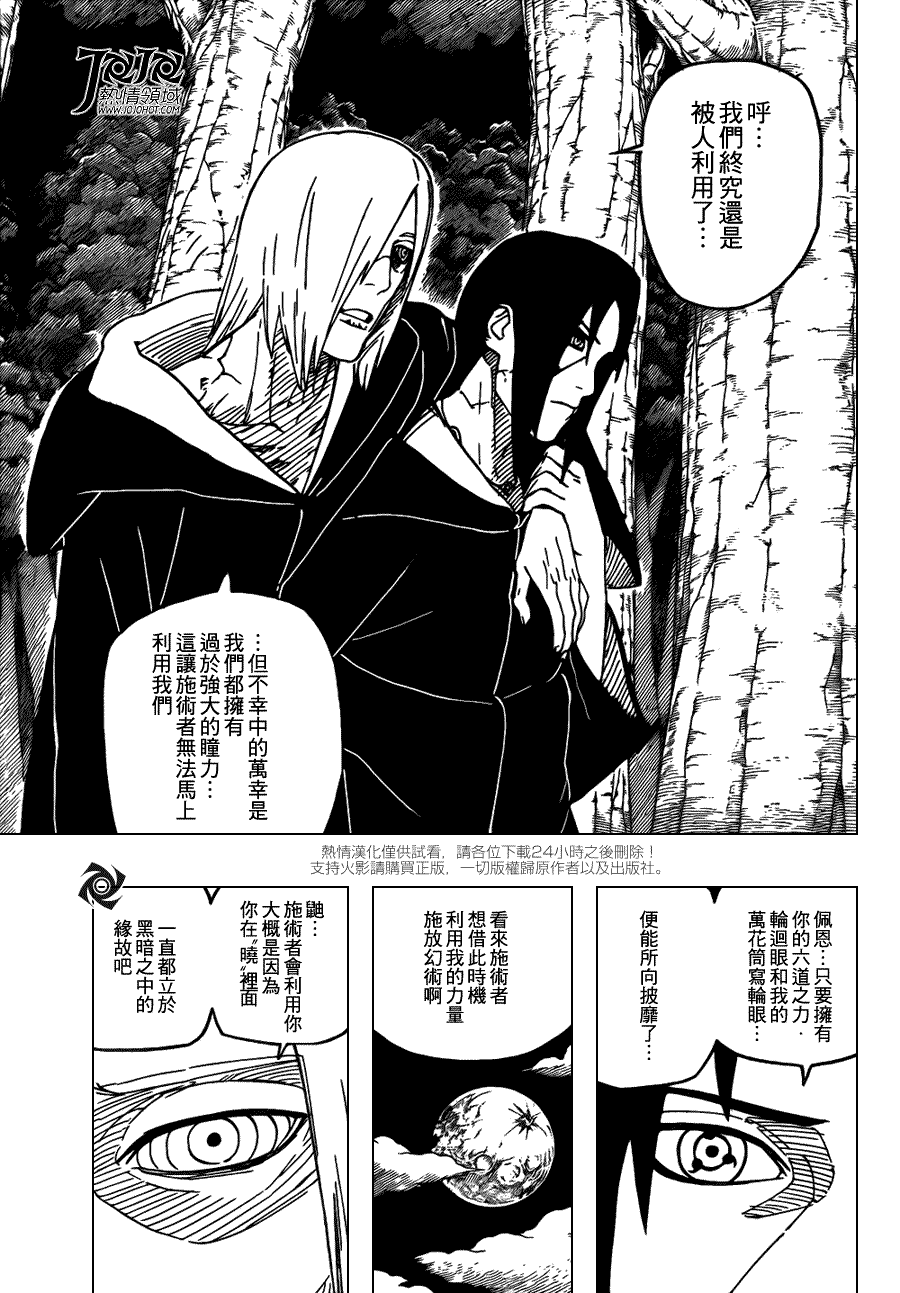 JOJO
熱情領域
WWW.JOJOHOT.COM
呼…
我們終究還是
被人利用了…
…但不幸中的萬幸是
我們都擁有
過於強大的瞳力…
這讓施術者無法馬上
利用我們
熱情漢化僅供試看，請各位下載24小時之後刪除！
支持火影請購買正版，一切版權歸原作者以及出版社。
佩恩…只要擁有
你的六道之力．
輪迴眼和我的
萬花筒寫輪眼…
便能所向披靡了…
看來施術者
想借此時機
利用我的力量
施放幻術啊
鼬…
施術者會利用你
大概是因為
你在〝曉〞裡面
一直都立於
黑暗之中的
緣故吧